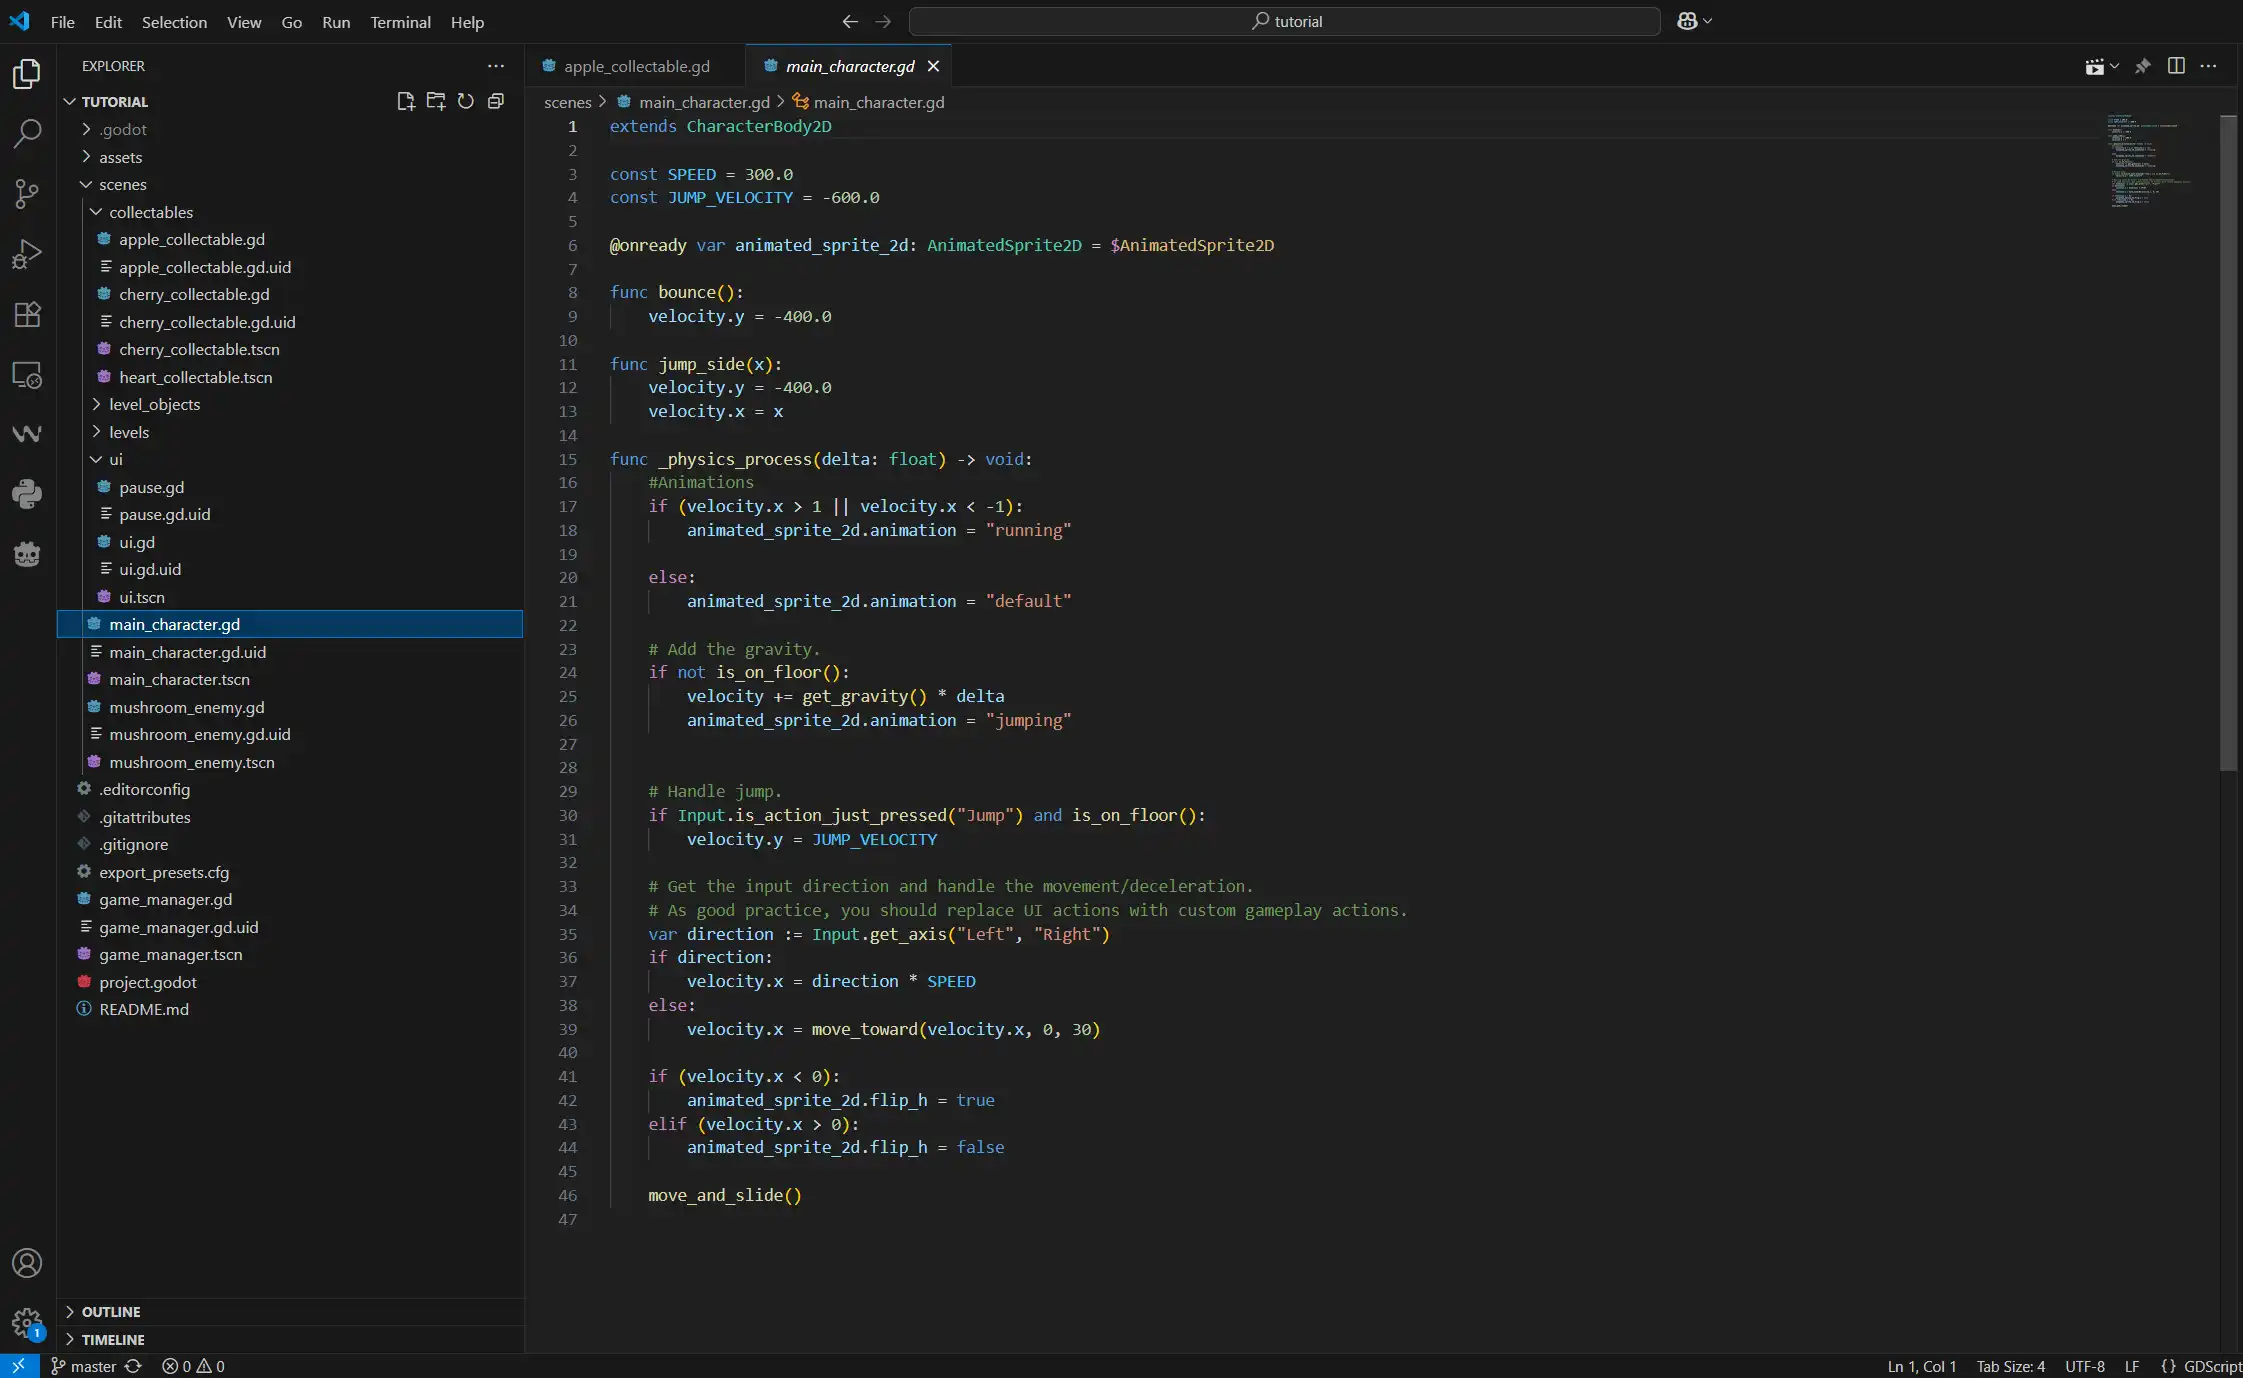 File Edit Selection View Go Run Terminal Help
tutorial
EXPLORER
TUTORIAL
.godot
assets
scenes
collectables
apple_collectable.gd
apple_collectable.gd.uid
cherry_collectable.gd
cherry_collectable.gd.uid
cherry_collectable.tscn
heart_collectable.tscn
level_objects
levels
ui
pause.gd
pause.gd.uid
ui.gd
ui.gd.uid
ui.tscn
main_character.gd
main_character.gd.uid
main_character.tscn
mushroom_enemy.gd
mushroom_enemy.gd.uid
mushroom_enemy.tscn
.editorconfig
.gitattributes
.gitignore
export_presets.cfg
game_manager.gd
game_manager.gd.uid
game_manager.tscn
project.godot
README.md
OUTLINE
TIMELINE
apple_collectable.gd main_character.gd
scenes > main_character.gd > main_character.gd
1 extends CharacterBody2D
2
3 const SPEED = 300.0
4 const JUMP_VELOCITY = -600.0
5
6 @onready var animated_sprite_2d: AnimatedSprite2D = $AnimatedSprite2D
7
8 func bounce():
9     velocity.y = -400.0
10
11 func jump_side(x):
12     velocity.y = -400.0
13     velocity.x = x
14
15 func _physics_process(delta: float) -> void:
16     #Animations
17     if (velocity.x > 1 || velocity.x < -1):
18         animated_sprite_2d.animation = "running"
19
20     else:
21         animated_sprite_2d.animation = "default"
22
23     # Add the gravity.
24     if not is_on_floor():
25         velocity += get_gravity() * delta
26         animated_sprite_2d.animation = "jumping"
27
28
29     # Handle jump.
30     if Input.is_action_just_pressed("Jump") and is_on_floor():
31         velocity.y = JUMP_VELOCITY
32
33     # Get the input direction and handle the movement/deceleration.
34     # As good practice, you should replace UI actions with custom gameplay actions.
35     var direction := Input.get_axis("Left", "Right")
36     if direction:
37         velocity.x = direction * SPEED
38     else:
39         velocity.x = move_toward(velocity.x, 0, 30)
40
41     if (velocity.x < 0):
42         animated_sprite_2d.flip_h = true
43     elif (velocity.x > 0):
44         animated_sprite_2d.flip_h = false
45
46     move_and_slide()
47
1
master 0 0 Ln 1, Col 1 Tab Size: 4 UTF-8 LF {} GDScript